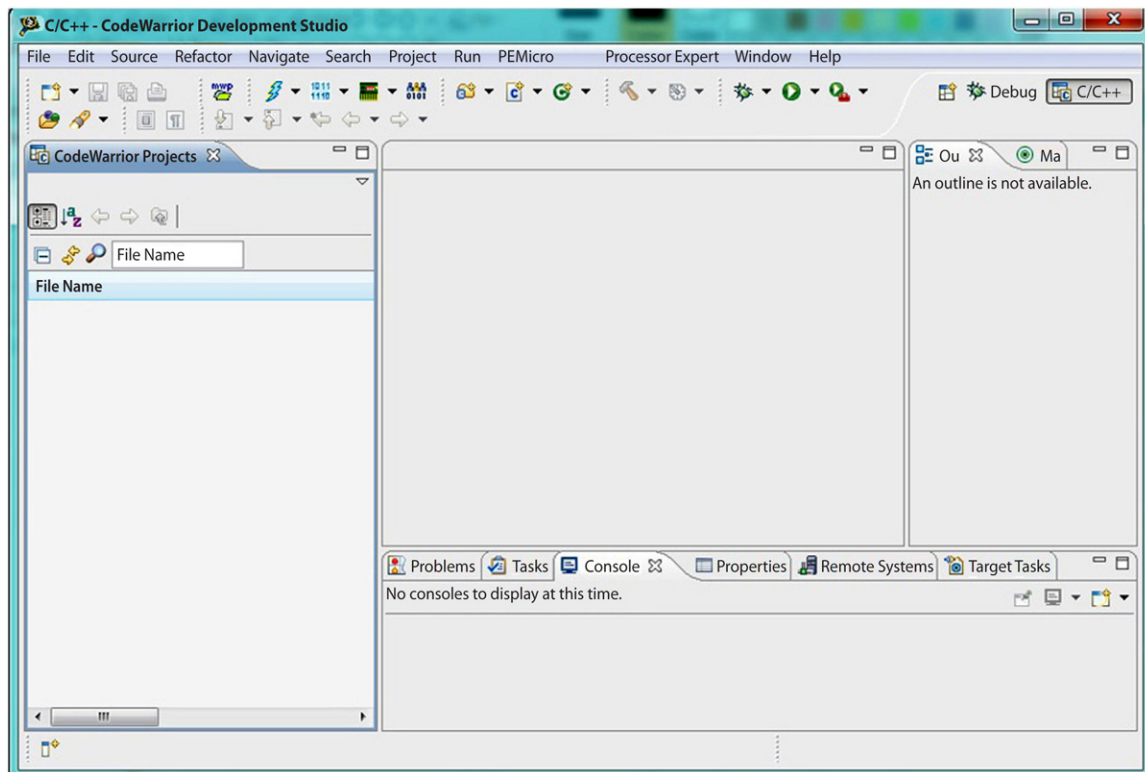 C/C++ - CodeWarrior Development Studio
File Edit Source Refactor Navigate Search Project Run PEMicro Processor Expert Window Help
Debug C/C++
CodeWarrior Projects
File Name
File Name
Ou Ma
An outline is not available.
Problems Tasks Console Properties Remote Systems Target Tasks
No consoles to display at this time.